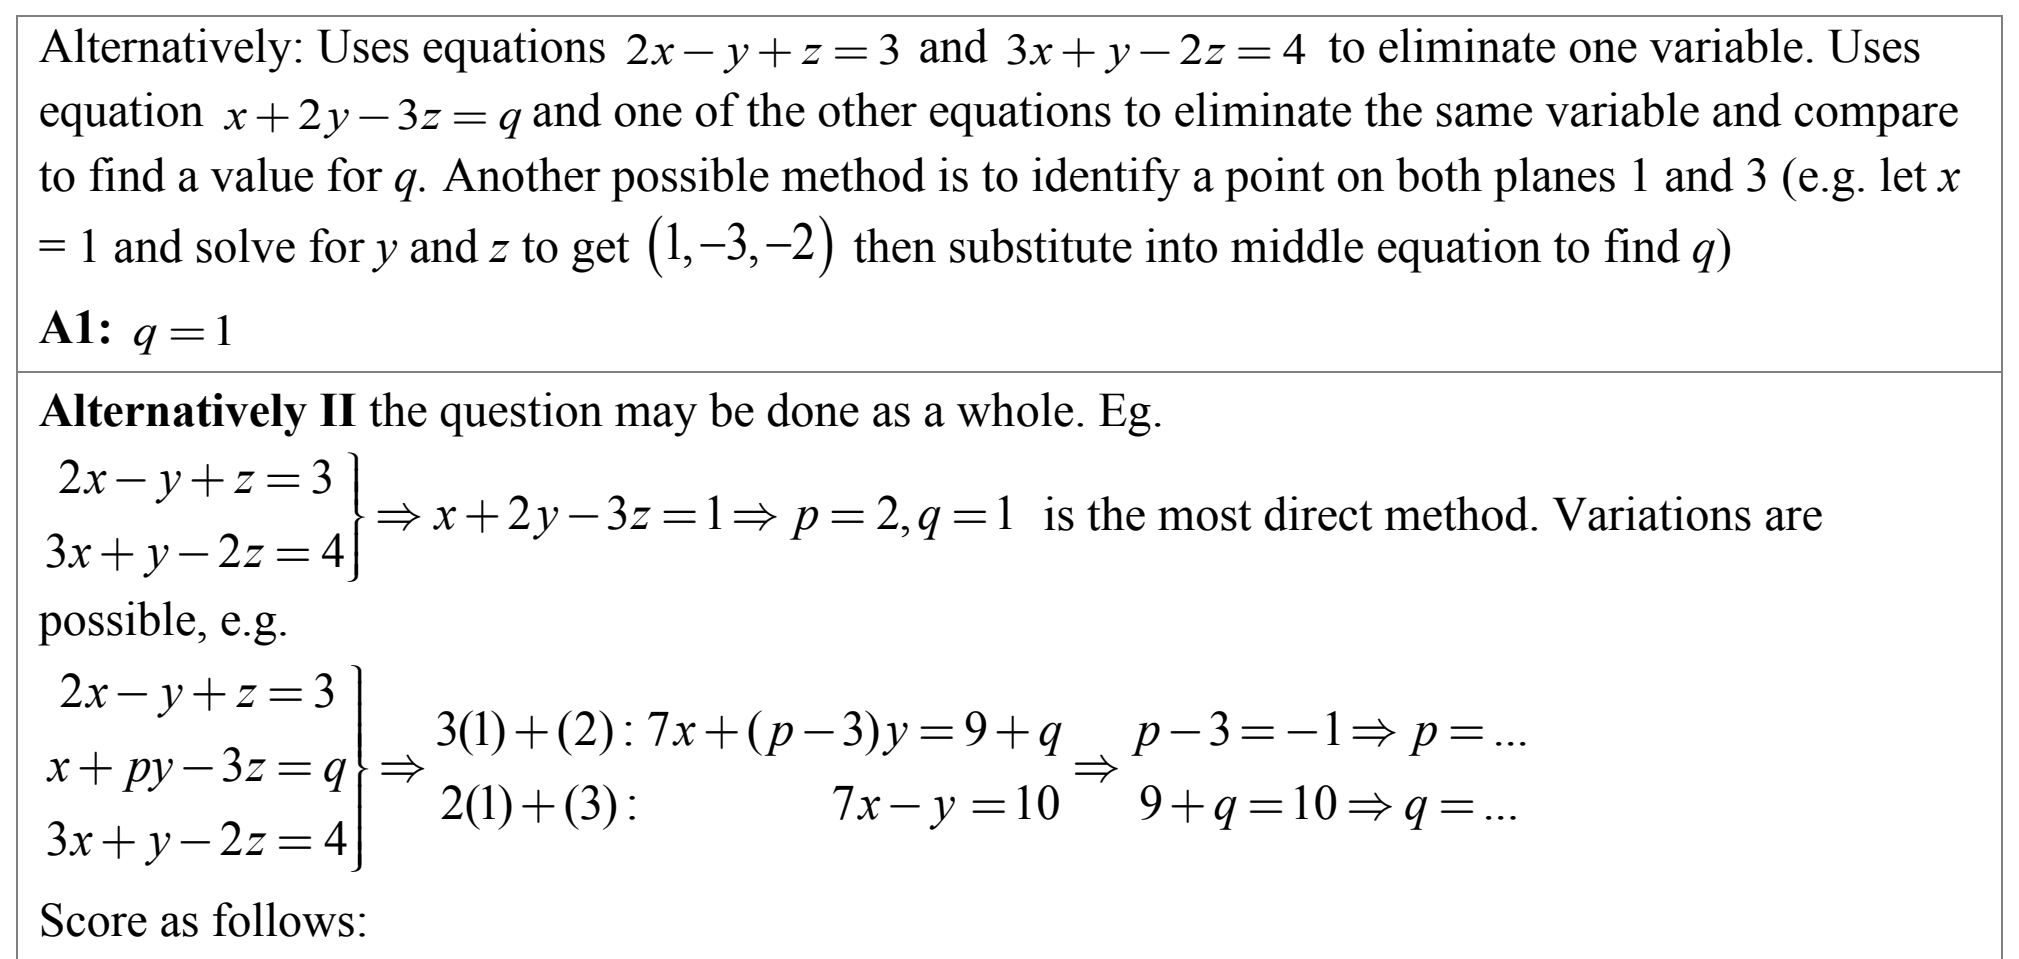 Alternatively: Uses equations 2x − y + z = 3 and 3x + y − 2z = 4 to eliminate one variable. Uses
equation x + 2y − 3z = q and one of the other equations to eliminate the same variable and compare
to find a value for q. Another possible method is to identify a point on both planes 1 and 3 (e.g. let x
= 1 and solve for y and z to get (1, −3, −2) then substitute into middle equation to find q)
A1: q = 1
Alternatively II the question may be done as a whole. Eg.
2x − y + z = 3
3x + y − 2z = 4 } ⇒ x + 2y − 3z = 1 ⇒ p = 2, q = 1 is the most direct method. Variations are
possible, e.g.
2x − y + z = 3
x + py − 3z = q
3x + y − 2z = 4 } ⇒
3(1) + (2) : 7x + (p − 3)y = 9 + q
2(1) + (3) : 7x − y = 10
⇒ p − 3 = −1 ⇒ p = ...
9 + q = 10 ⇒ q = ...
Score as follows: